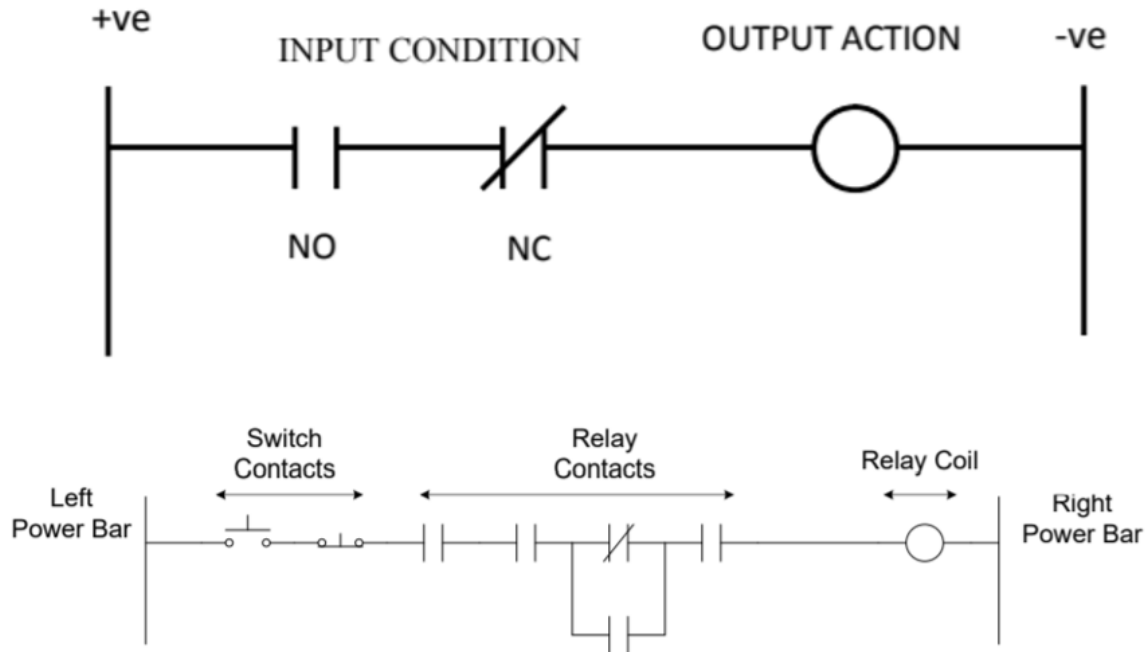 +ve
INPUT CONDITION
OUTPUT ACTION
-ve
NO
NC
Switch
Contacts
Relay
Contacts
Relay Coil
Left
Power Bar
Right
Power Bar